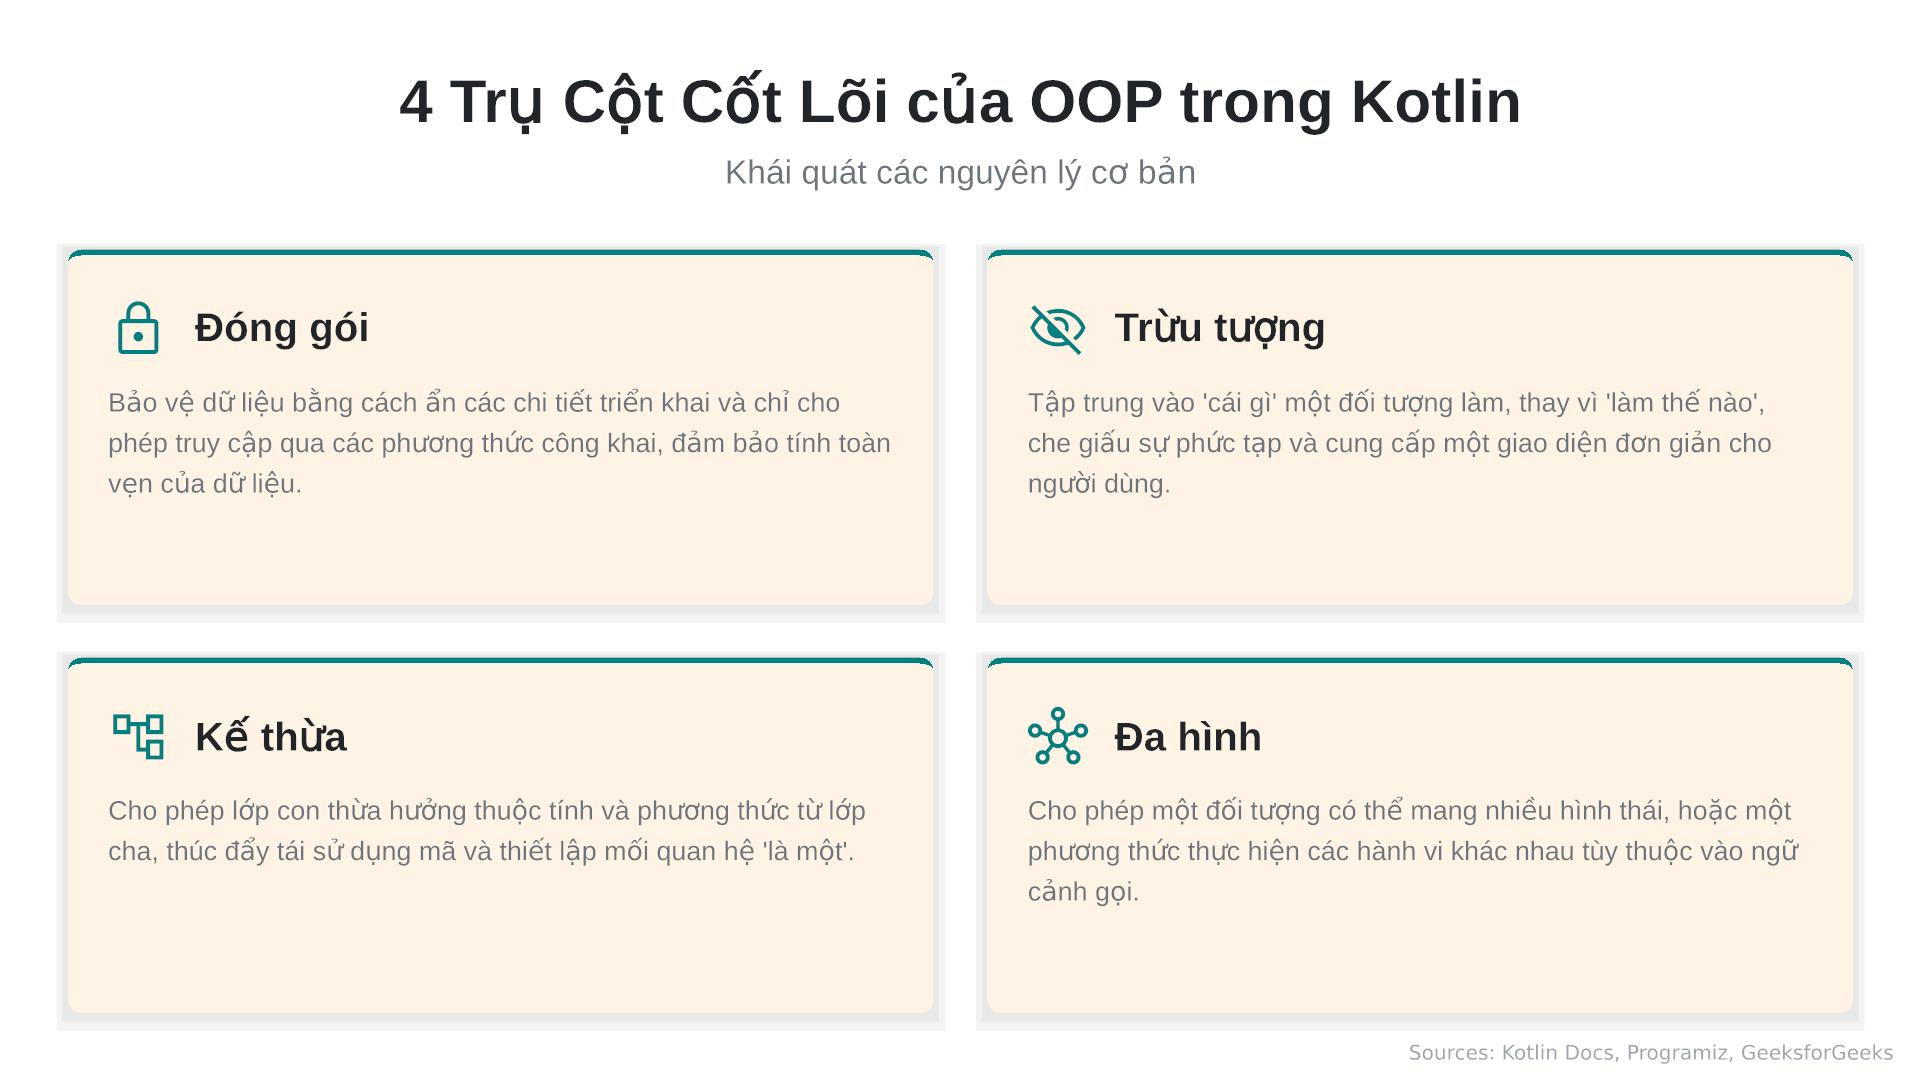 4 Trụ Cột Cốt Lõi của OOP trong Kotlin
Khái quát các nguyên lý cơ bản
Đóng gói
Bảo vệ dữ liệu bằng cách ẩn các chi tiết triển khai và chỉ cho
phép truy cập qua các phương thức công khai, đảm bảo tính toàn
vẹn của dữ liệu.
Trừu tượng
Tập trung vào 'cái gì' một đối tượng làm, thay vì 'làm thế nào',
che giấu sự phức tạp và cung cấp một giao diện đơn giản cho
người dùng.
Kế thừa
Cho phép lớp con thừa hưởng thuộc tính và phương thức từ lớp
cha, thúc đẩy tái sử dụng mã và thiết lập mối quan hệ 'là một'.
Đa hình
Cho phép một đối tượng có thể mang nhiều hình thái, hoặc một
phương thức thực hiện các hành vi khác nhau tùy thuộc vào ngữ
cảnh gọi.
Sources: Kotlin Docs, Programiz, GeeksforGeeks